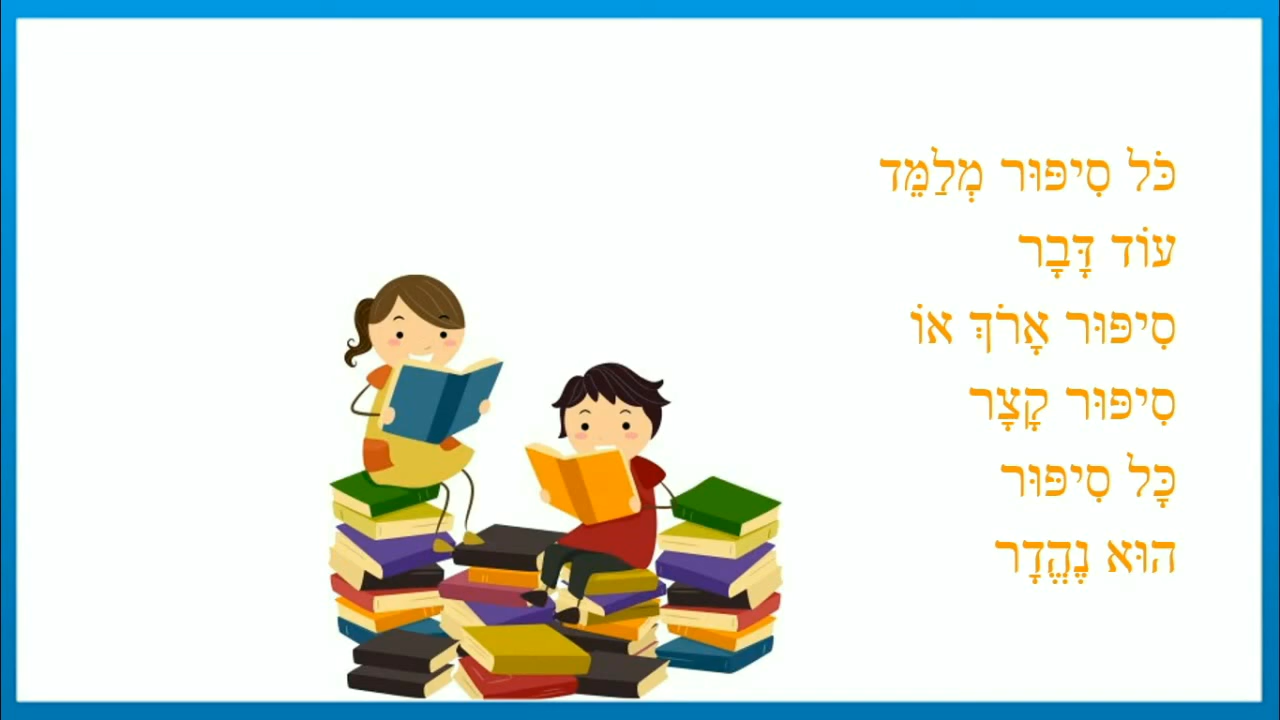 כֹּל סִיפּוּר מְלַמֵּד
עוֹד דָּבָר
סִיפּוּר אָרֹךְ אוֹ
סִיפּוּר קָצָר
כָּל סִיפּוּר
הוּא נֶהֱדָר